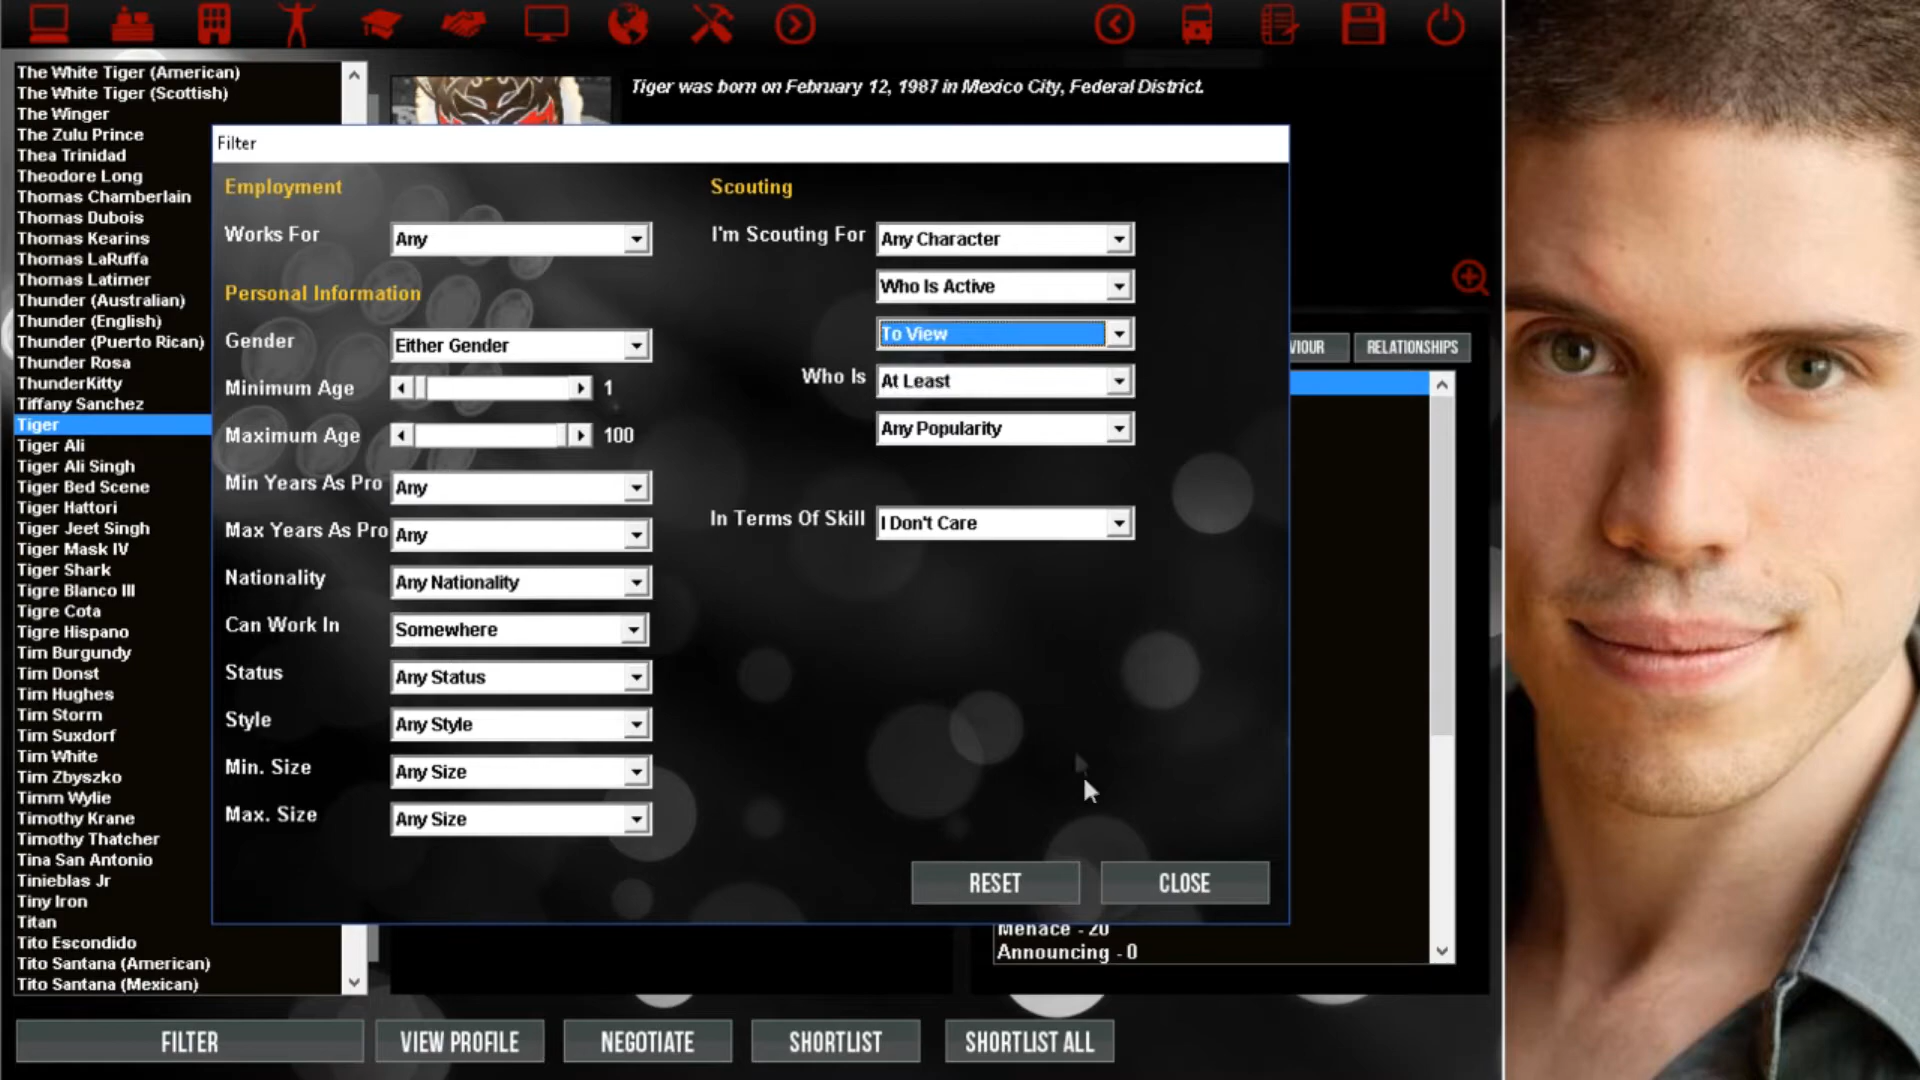 The White Tiger (American)
The White Tiger (Scottish)
The Winger
The Zulu Prince
Thea Trinidad
Theodore Long
Thomas Chamberlain
Thomas Dubois
Thomas Kearins
Thomas LaRuffa
Thomas Latimer
Thunder (Australian)
Thunder (English)
Thunder (Puerto Rican)
Thunder Rosa
ThunderKitty
Tiffany Sanchez
Tiger
Tiger Ali
Tiger Ali Singh
Tiger Bed Scene
Tiger Hattori
Tiger Jeet Singh
Tiger Mask IV
Tiger Shark
Tigre Blanco III
Tigre Cota
Tigre Hispano
Tim Burgundy
Tim Donst
Tim Hughes
Tim Storm
Tim Suxdorf
Tim White
Tim Zbyszko
Timm Wylie
Timothy Krane
Timothy Thatcher
Tina San Antonio
Tinieblas Jr
Tiny Iron
Titan
Tito Escondido
Tito Santana (American)
Tito Santana (Mexican)
Tiger was born on February 12, 1987 in Mexico City, Federal District.
Filter
Employment
Works For Any
Personal Information
Gender Either Gender
Minimum Age 1
Maximum Age 100
Min Years As Pro Any
Max Years As Pro Any
Nationality Any Nationality
Can Work In Somewhere
Status Any Status
Style Any Style
Min. Size Any Size
Max. Size Any Size
Scouting
I'm Scouting For Any Character
Who Is Active
To View
Who Is At Least
Any Popularity
In Terms Of Skill I Don't Care
RESET CLOSE
VIOUR RELATIONSHIPS
Menace - 20
Announcing - 0
FILTER VIEW PROFILE NEGOTIATE SHORTLIST SHORTLIST ALL